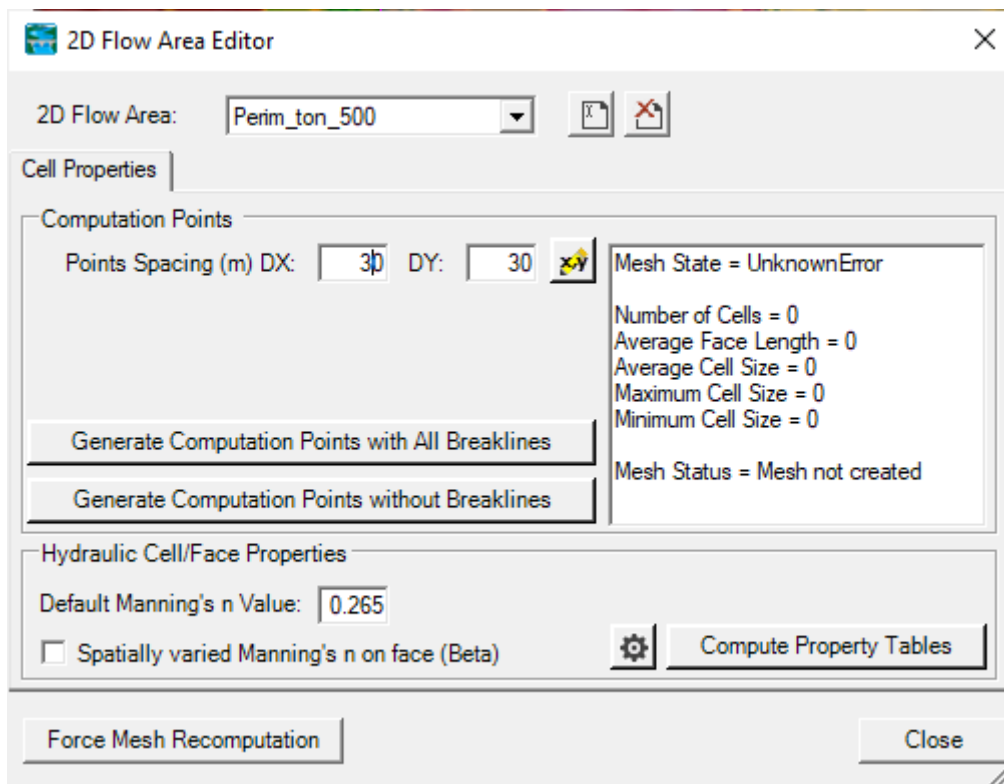 2D Flow Area Editor
2D Flow Area: Perim_ton_500
Cell Properties
Computation Points
Points Spacing (m) DX: 30 DY: 30 x,y
Mesh State = UnknownError
Number of Cells = 0
Average Face Length = 0
Average Cell Size = 0
Maximum Cell Size = 0
Minimum Cell Size = 0
Mesh Status = Mesh not created
Generate Computation Points with All Breaklines
Generate Computation Points without Breaklines
Hydraulic Cell/Face Properties
Default Manning's n Value: 0.265
Spatially varied Manning's n on face (Beta)
Compute Property Tables
Force Mesh Recomputation
Close